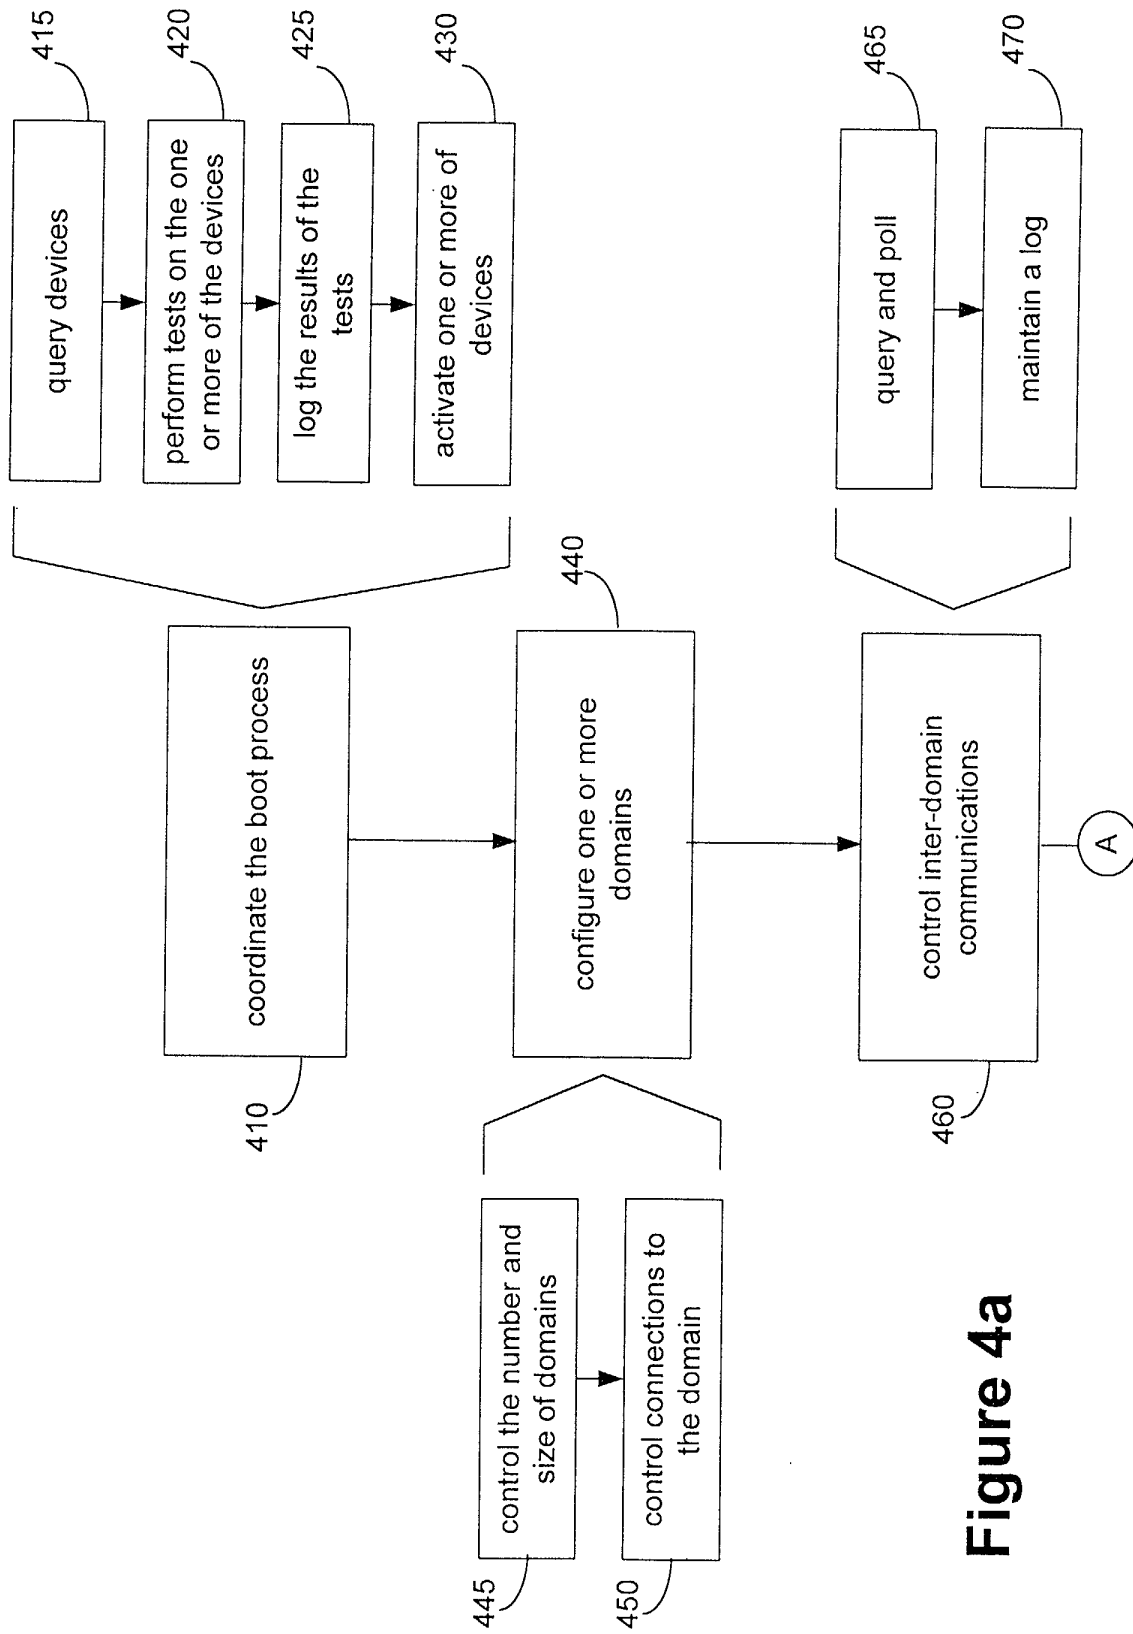 415
query devices
420
perform tests on the one
or more of the devices
425
log the results of the
tests
430
activate one or more of
devices
410
coordinate the boot process
440
configure one or more
domains
445
control the number and
size of domains
450
control connections to
the domain
460
control inter-domain
communications
465
query and poll
470
maintain a log
A
Figure 4a